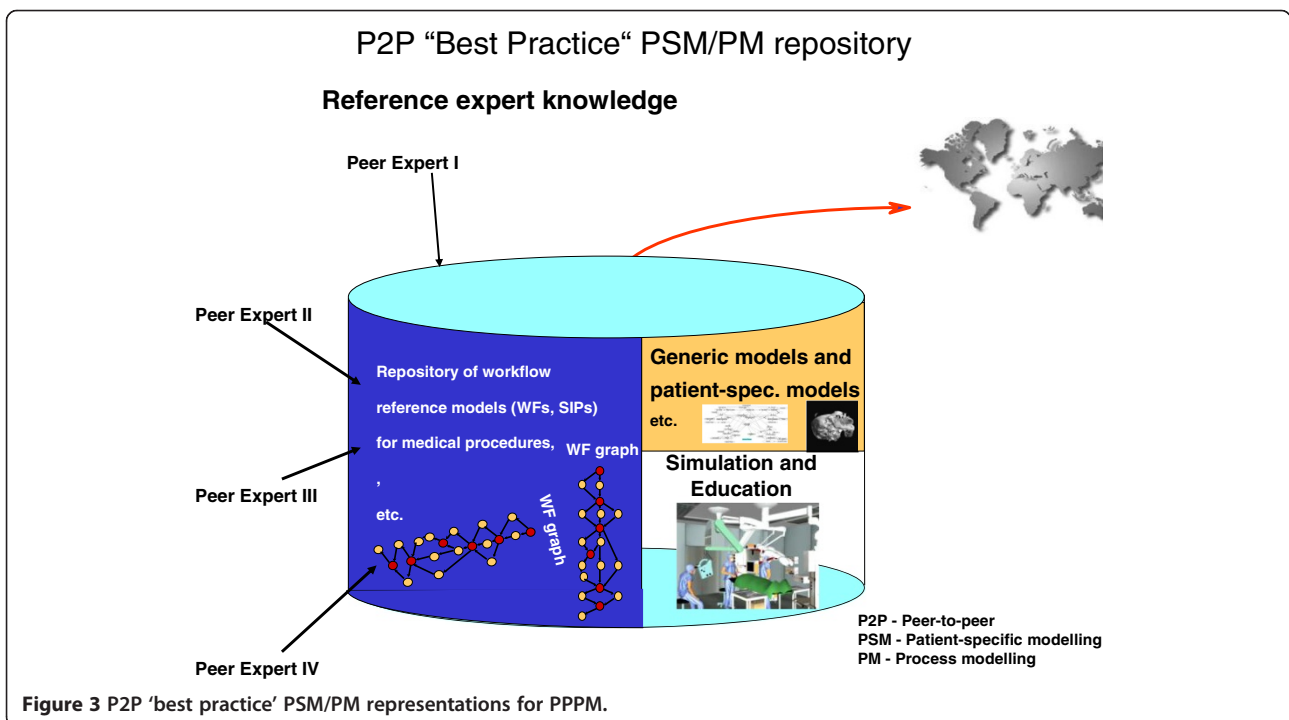 P2P “Best Practice“ PSM/PM repository
Reference expert knowledge
Peer Expert I
Peer Expert II
Peer Expert III
Peer Expert IV
Repository of workflow
reference models (WFs, SIPs)
for medical procedures,
,
etc.
WF graph
WF graph
Generic models and
patient-spec. models
etc.
Simulation and
Education
P2P - Peer-to-peer
PSM - Patient-specific modelling
PM - Process modelling
Figure 3 P2P ‘best practice’ PSM/PM representations for PPPM.